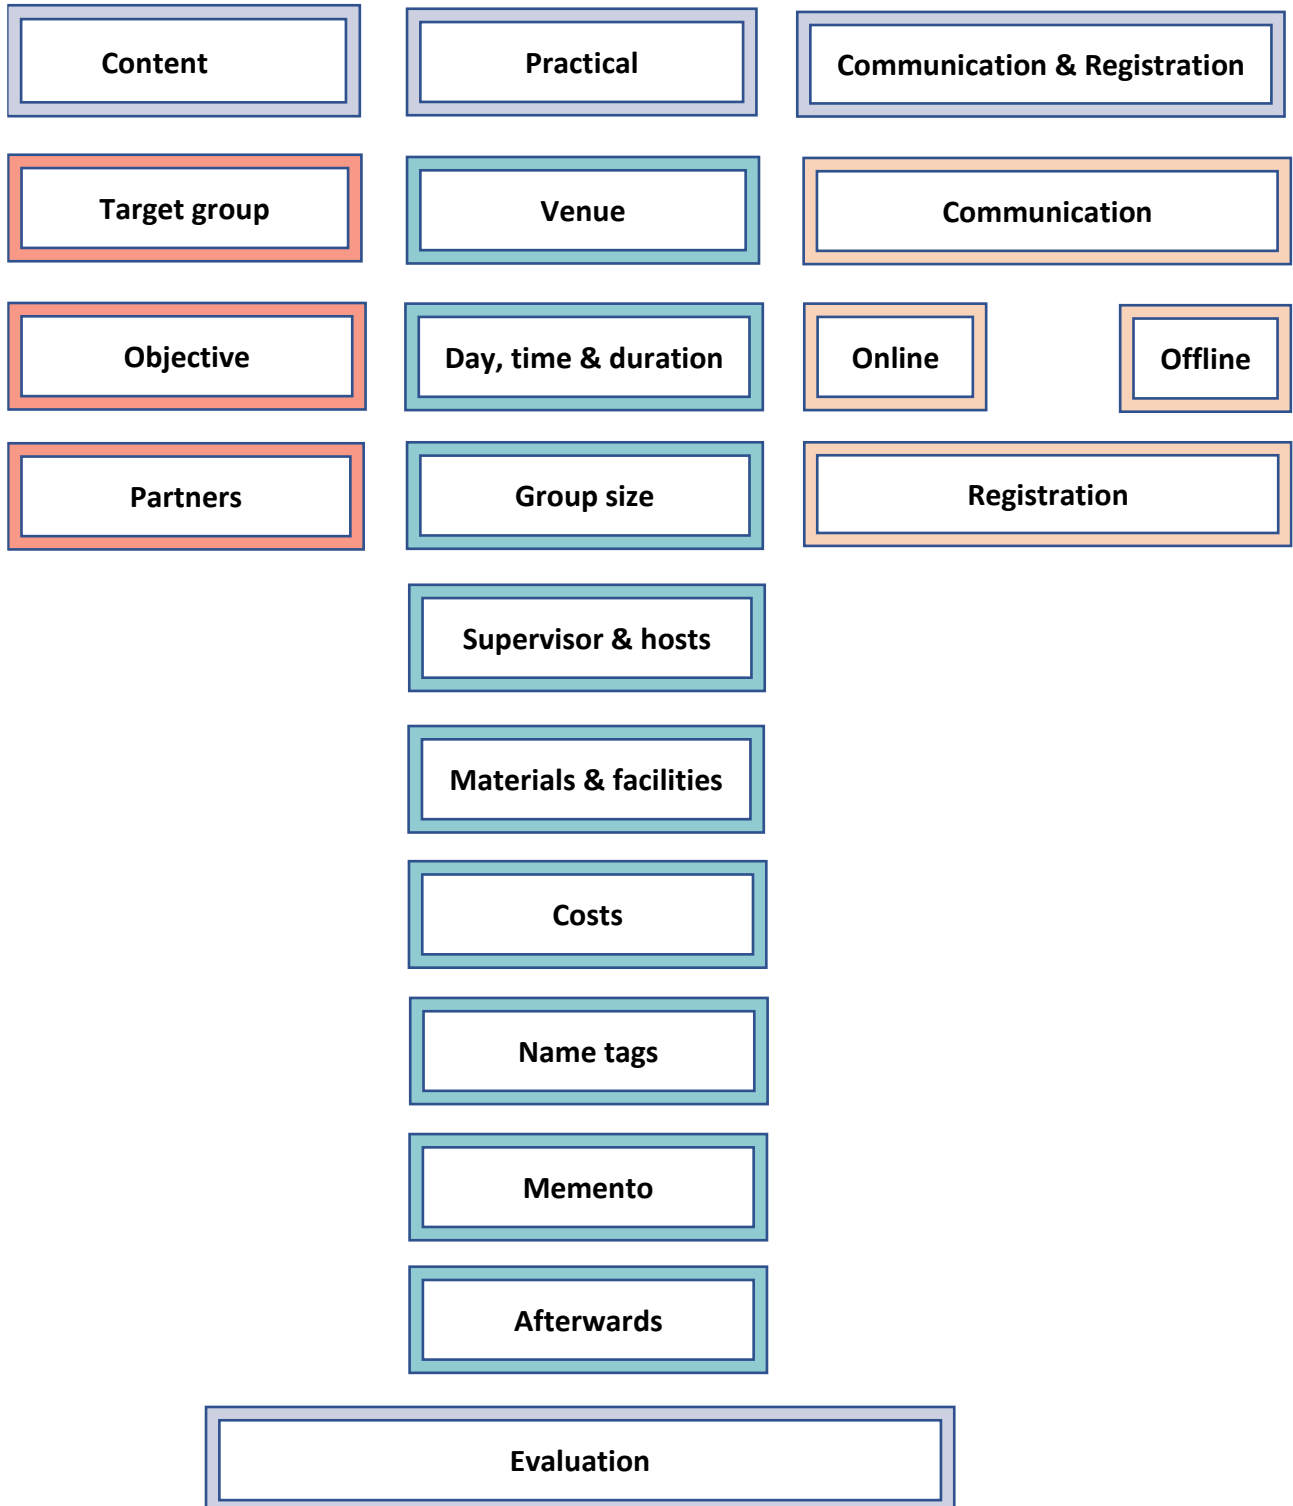 Content
Practical
Communication & Registration
Target group
Venue
Communication
Objective
Day, time & duration
Online
Offline
Partners
Group size
Registration
Supervisor & hosts
Materials & facilities
Costs
Name tags
Memento
Afterwards
Evaluation